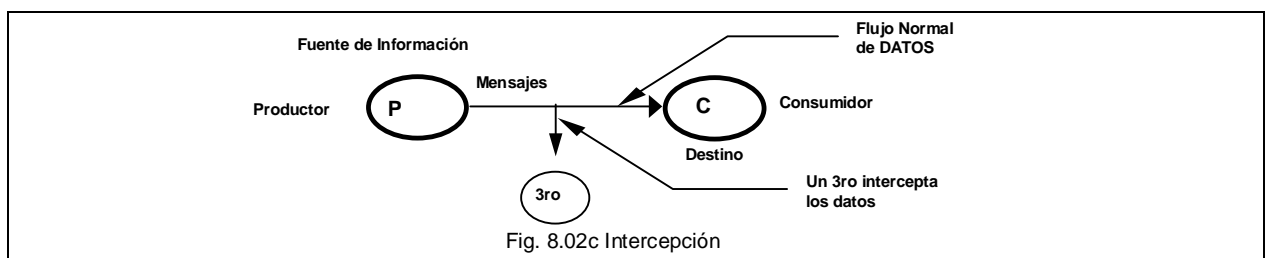 Flujo Normal
de DATOS
Fuente de Información
Mensajes
Productor
P
C
Consumidor
Destino
3ro
Un 3ro intercepta
los datos
Fig. 8.02c Intercepción